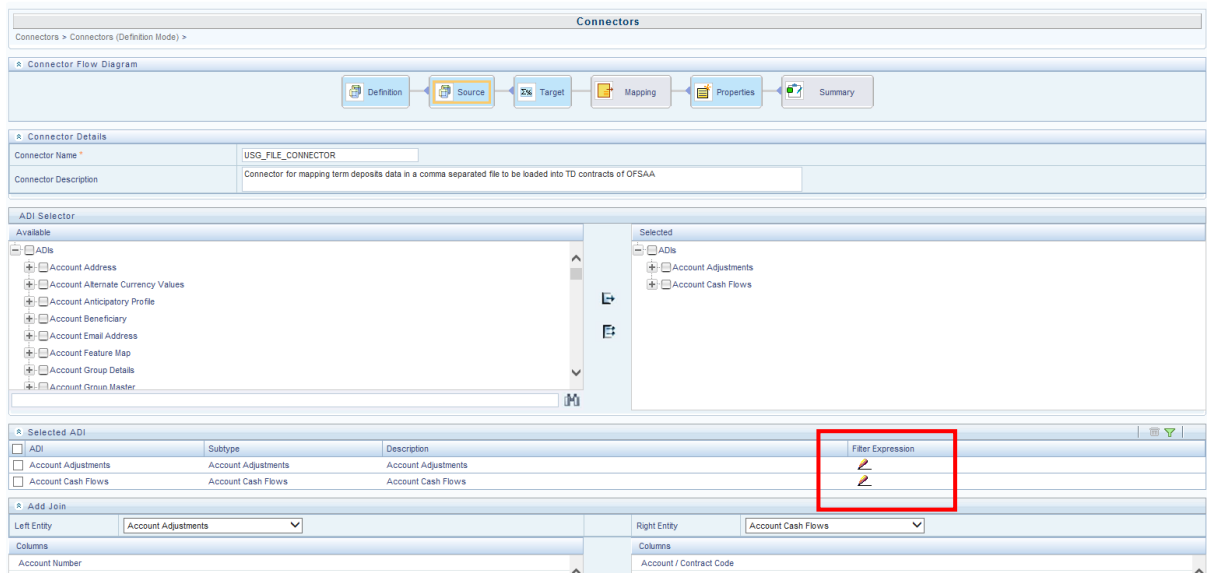 Connectors
Connectors > Connectors (Definition Mode) >
Connector Flow Diagram
Definition Source Target Mapping Properties Summary
Connector Details
Connector Name * USG_FILE_CONNECTOR
Connector Description Connector for mapping term deposits data in a comma separated file to be loaded into TD contracts of OFSAA
ADI Selector
Available Selected
ADIs ADIs
Account Address Account Adjustments
Account Alternate Currency Values Account Cash Flows
Account Anticipatory Profile
Account Beneficiary
Account Email Address
Account Feature Map
Account Group Details
Account Group Master
Selected ADI
ADI Subtype Description Filter Expression
Account Adjustments Account Adjustments Account Adjustments
Account Cash Flows Account Cash Flows Account Cash Flows
Add Join
Left Entity Account Adjustments Right Entity Account Cash Flows
Columns Columns
Account Number Account / Contract Code